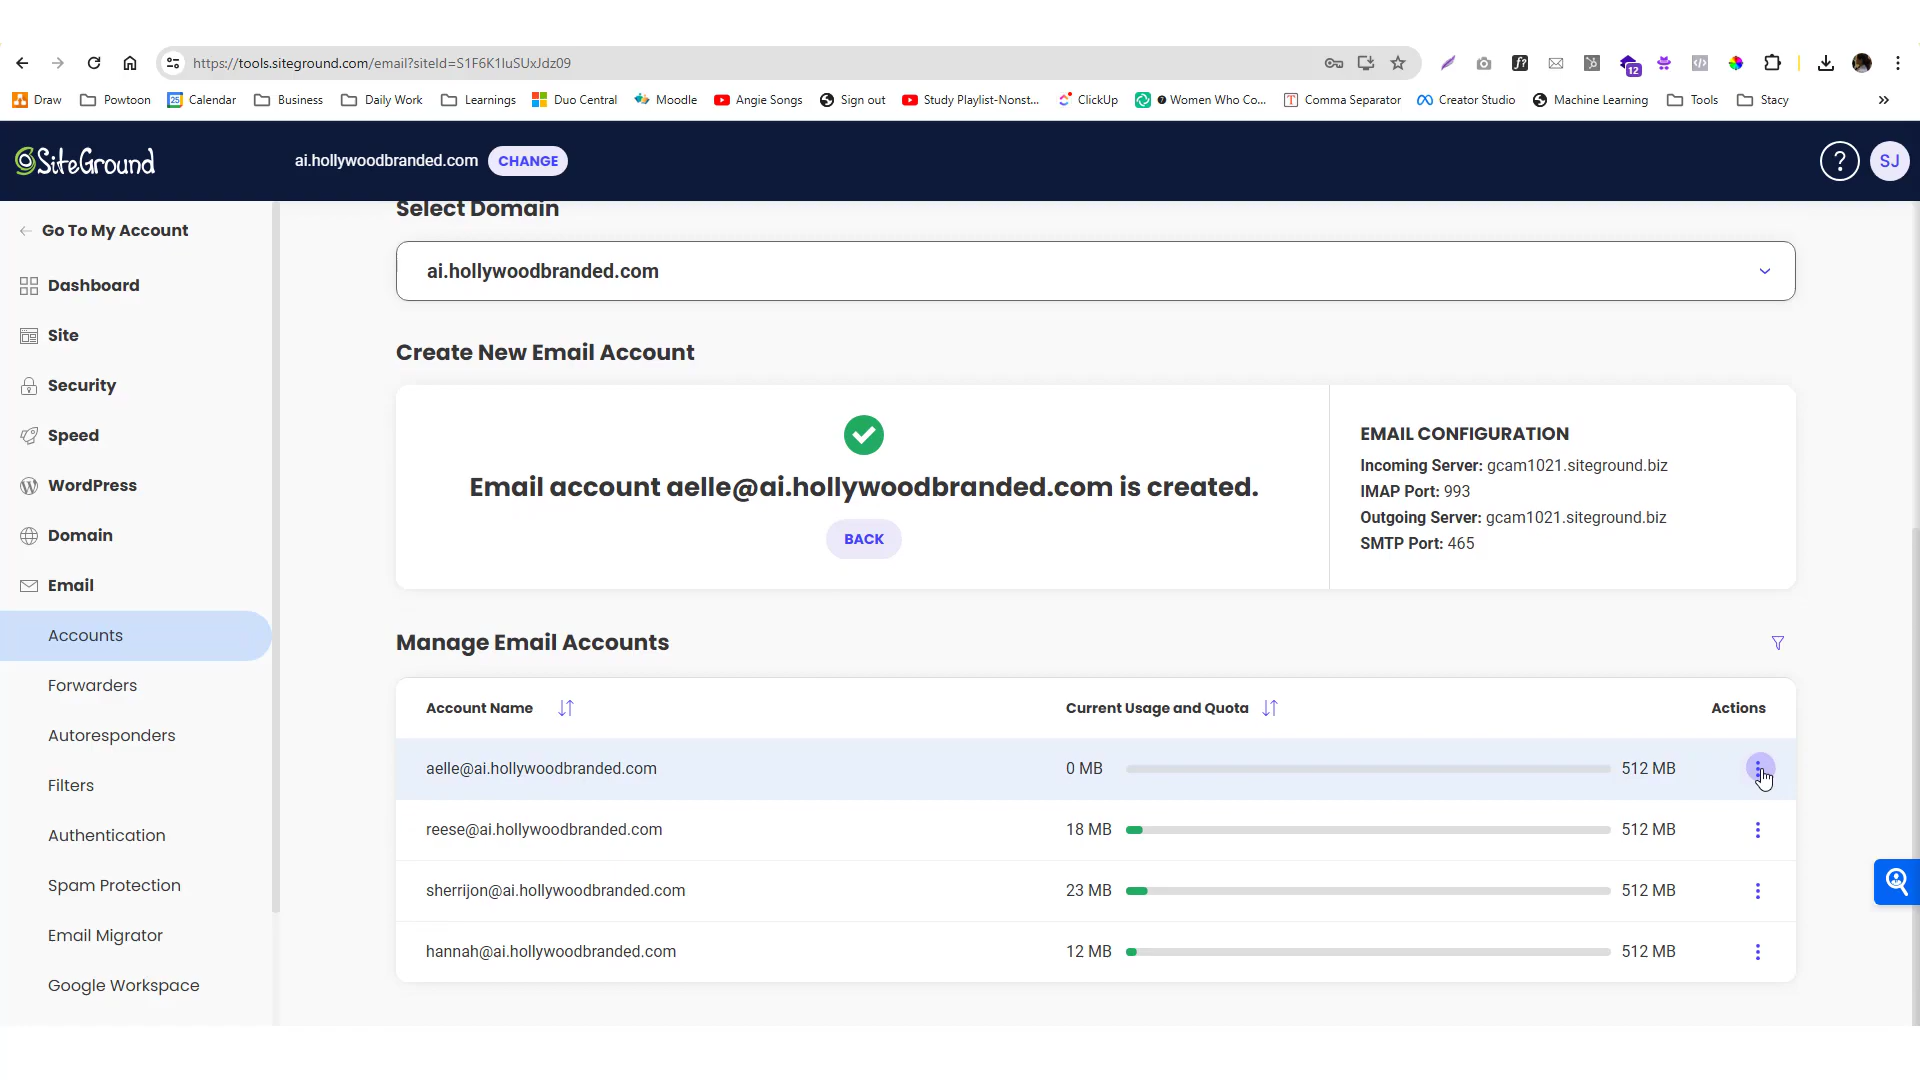 https://tools.siteground.com/email?siteId=S1F6K1IuSUxJdz09
12
Draw Powtoon Calendar Business Daily Work Learnings Duo Central Moodle Angie Songs Sign out Study Playlist-Nonst... ClickUp Women Who Co... Comma Separator Creator Studio Machine Learning Tools Stacy
SiteGround ai.hollywoodbranded.com CHANGE ? SJ
Go To My Account
Dashboard
Site
Security
Speed
WordPress
Domain
Email
Accounts
Forwarders
Autoresponders
Filters
Authentication
Spam Protection
Email Migrator
Google Workspace
Select Domain
ai.hollywoodbranded.com
Create New Email Account
Email account aelle@ai.hollywoodbranded.com is created.
BACK
EMAIL CONFIGURATION
Incoming Server: gcam1021.siteground.biz
IMAP Port: 993
Outgoing Server: gcam1021.siteground.biz
SMTP Port: 465
Manage Email Accounts
Account Name Current Usage and Quota Actions
aelle@ai.hollywoodbranded.com 0 MB 512 MB
reese@ai.hollywoodbranded.com 18 MB 512 MB
sherrijon@ai.hollywoodbranded.com 23 MB 512 MB
hannah@ai.hollywoodbranded.com 12 MB 512 MB